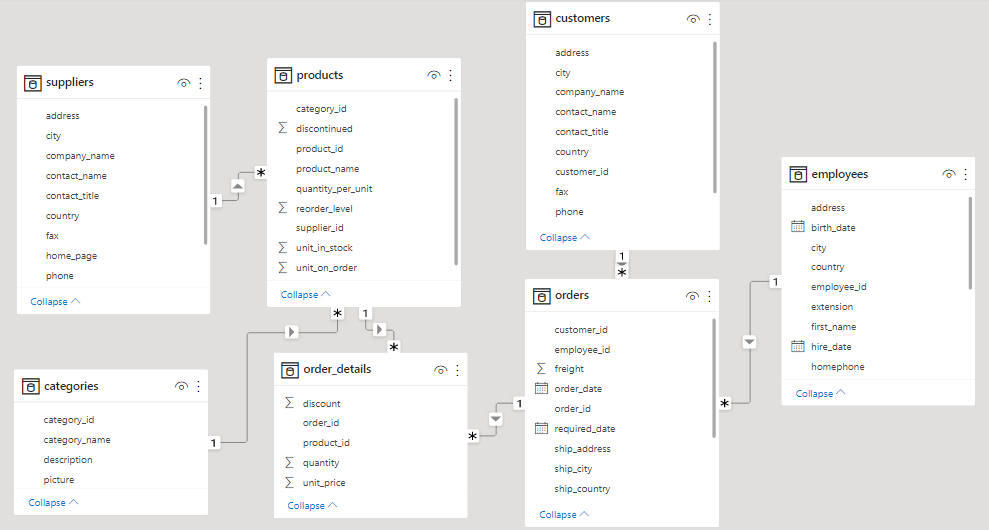 suppliers
address
city
company_name
contact_name
contact_title
country
fax
home_page
phone
Collapse
products
category_id
discontinued
product_id
product_name
quantity_per_unit
reorder_level
supplier_id
unit_in_stock
unit_on_order
Collapse
customers
address
city
company_name
contact_name
contact_title
country
customer_id
fax
phone
Collapse
employees
address
birth_date
city
country
employee_id
extension
first_name
hire_date
homephone
Collapse
categories
category_id
category_name
description
picture
Collapse
order_details
discount
order_id
product_id
quantity
unit_price
Collapse
orders
customer_id
employee_id
freight
order_date
order_id
required_date
ship_address
ship_city
ship_country
Collapse
1
*
1
*
1
*
1
*
1
*
1
*